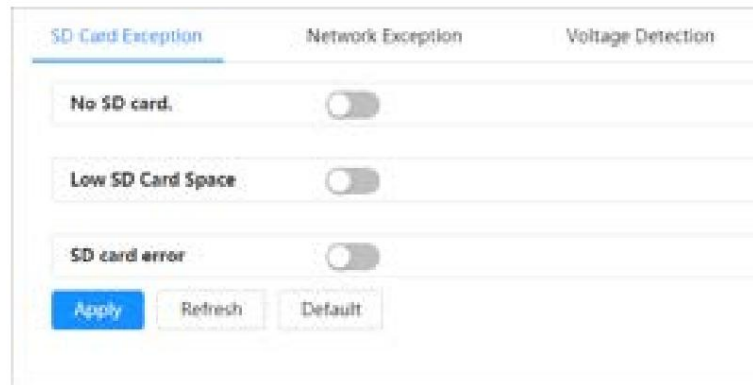 SD Card Exception Network Exception Voltage Detection
No SD card.
Low SD Card Space
SD card error
Apply Refresh Default